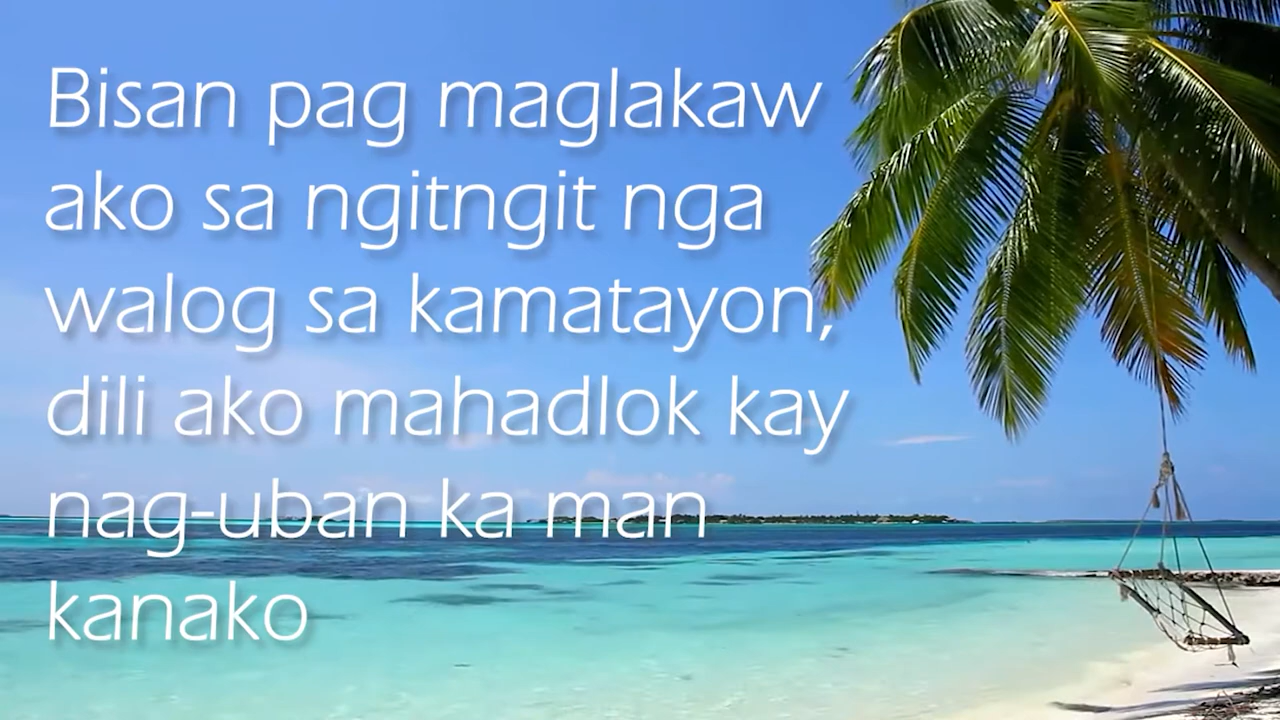 Bisan pag maglakaw
ako sa ngitngit nga
walog sa kamatayon,
dili ako mahadlok kay
nag-uban ka man
kanako